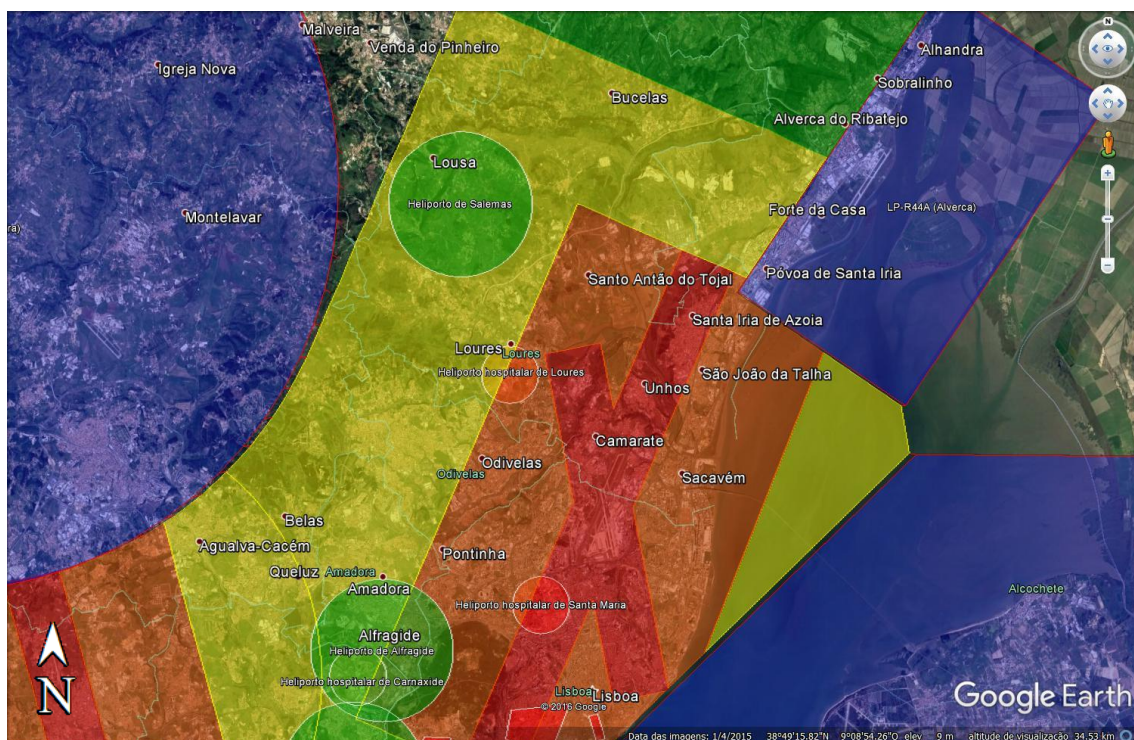 Malveira
Venda do Pinheiro
Igreja Nova
Alhandra
Sobralinho
Bucelas
Alverca do Ribatejo
Lousa
Heliporto de Salemas
Montelavar
Forte da Casa
LP-R44A (Alverca)
ra)
Santo Antão do Tojal
Póvoa de Santa Iria
Santa Iria de Azoia
Loures
Loures
Heliporto hospitalar de Loures
São João da Talha
Unhos
Camarate
Odivelas
Odivelas
Sacavém
Belas
Agualva-Cacém
Pontinha
Queluz
Amadora
Amadora
Alcochete
Heliporto hospitalar de Santa Maria
Alfragide
Heliporto de Alfragide
Heliporto hospitalar de Carnaxide
Lisboa
Lisboa
© 2016 Google
N
N
Google Earth
Data das imagens: 1/4/2015 38°49'15.82"N 9°08'54.26"O elev 9 m altitude de visualização 34.53 km